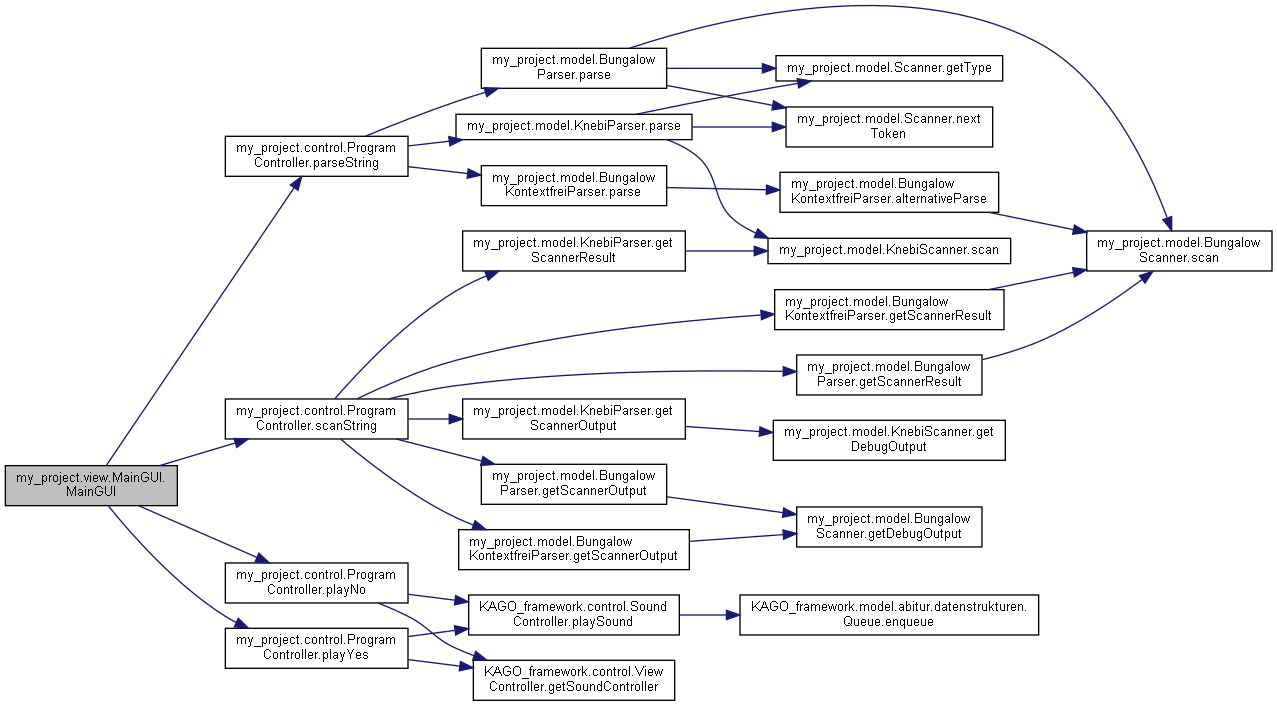 my_project.model.Bungalow
Parser.parse
my_project.model.Scanner.getType
my_project.model.KnebiParser.parse
my_project.model.Scanner.next
Token
my_project.control.Program
Controller.parseString
my_project.model.Bungalow
KontextfreiParser.parse
my_project.model.Bungalow
KontextfreiParser.alternativeParse
my_project.model.KnebiParser.get
ScannerResult
my_project.model.KnebiScanner.scan
my_project.model.Bungalow
Scanner.scan
my_project.model.Bungalow
KontextfreiParser.getScannerResult
my_project.model.Bungalow
Parser.getScannerResult
my_project.control.Program
Controller.scanString
my_project.model.KnebiParser.get
ScannerOutput
my_project.model.KnebiScanner.get
DebugOutput
my_project.view.MainGUI.
MainGUI
my_project.model.Bungalow
Parser.getScannerOutput
my_project.model.Bungalow
Scanner.getDebugOutput
my_project.model.Bungalow
KontextfreiParser.getScannerOutput
my_project.control.Program
Controller.playNo
KAGO_framework.control.Sound
Controller.playSound
KAGO_framework.model.abitur.datenstrukturen.
Queue.enqueue
my_project.control.Program
Controller.playYes
KAGO_framework.control.View
Controller.getSoundController